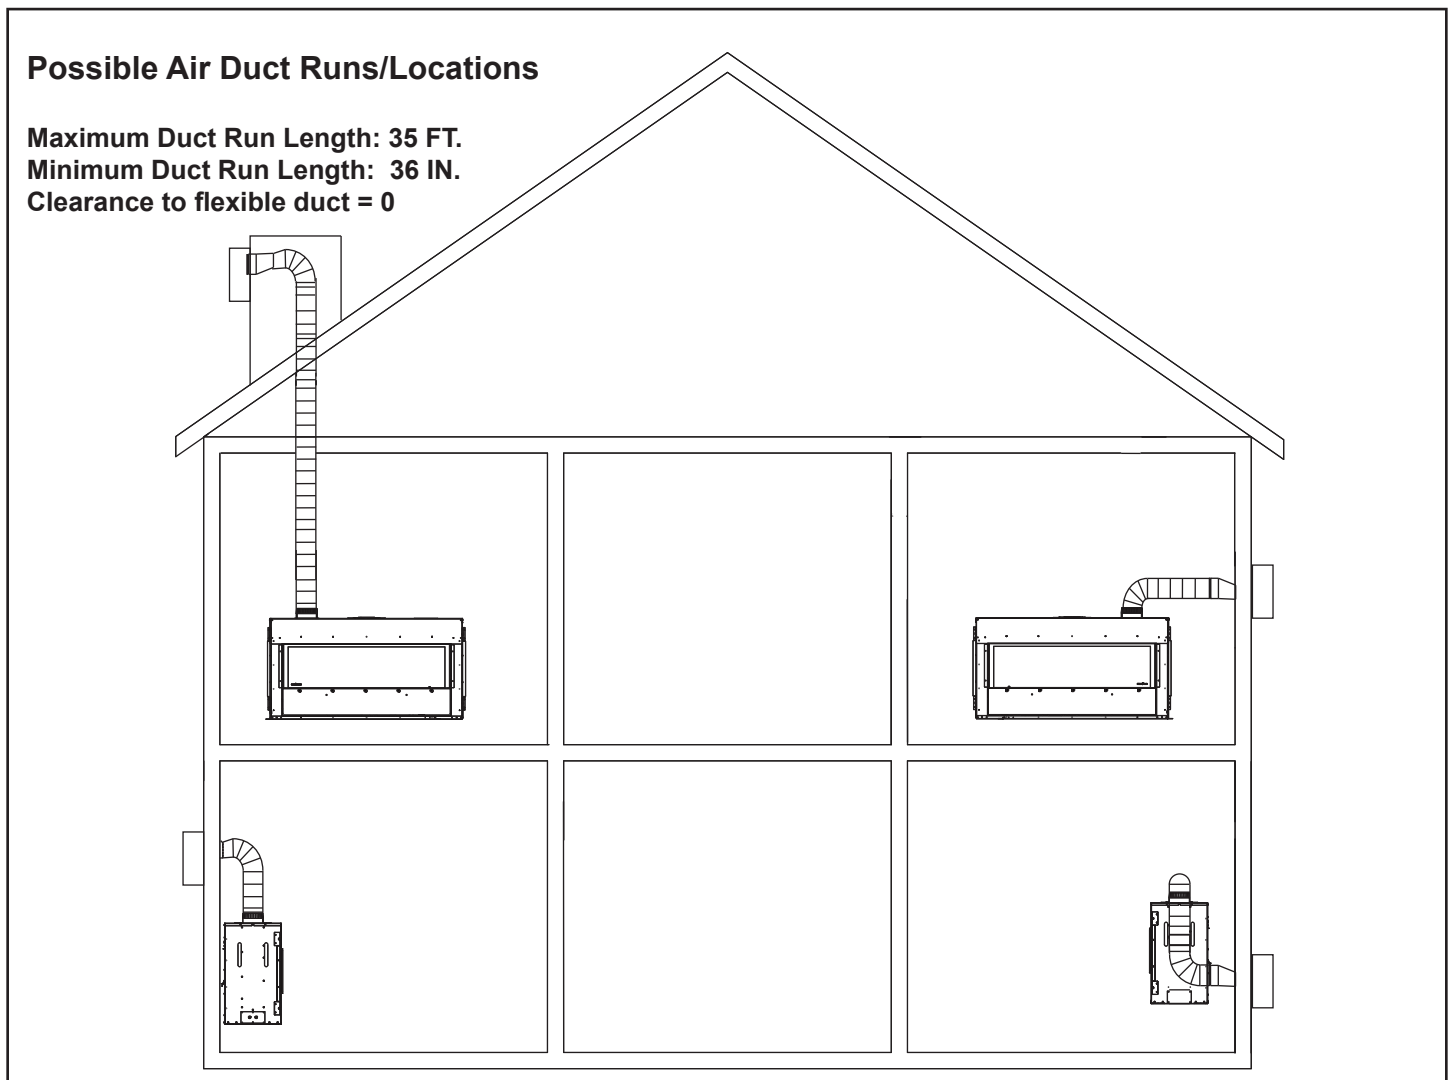 Possible Air Duct Runs/Locations
Maximum Duct Run Length: 35 FT.
Minimum Duct Run Length:  36 IN.
Clearance to flexible duct = 0